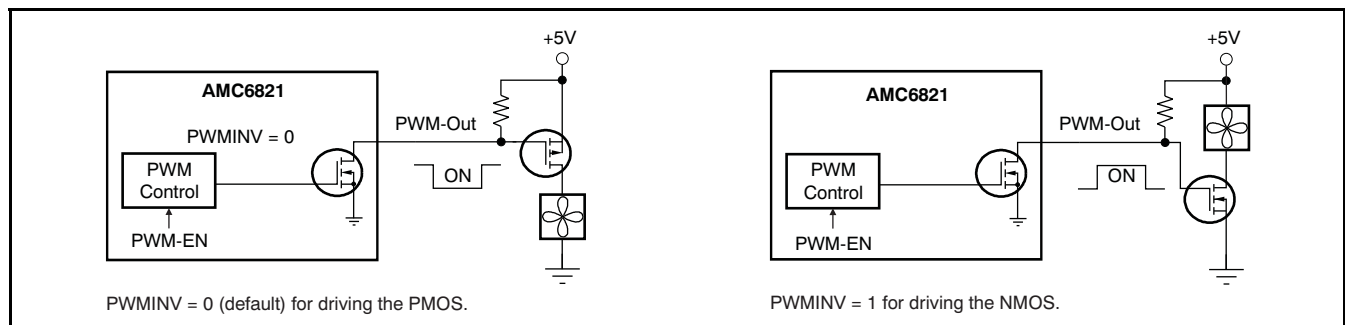 +5V
AMC6821
PWMINV = 0
PWM-Out
PWM
Control
ON
PWM-EN
PWMINV = 0 (default) for driving the PMOS.
+5V
AMC6821
PWM-Out
PWM
Control
ON
PWM-EN
PWMINV = 1 for driving the NMOS.